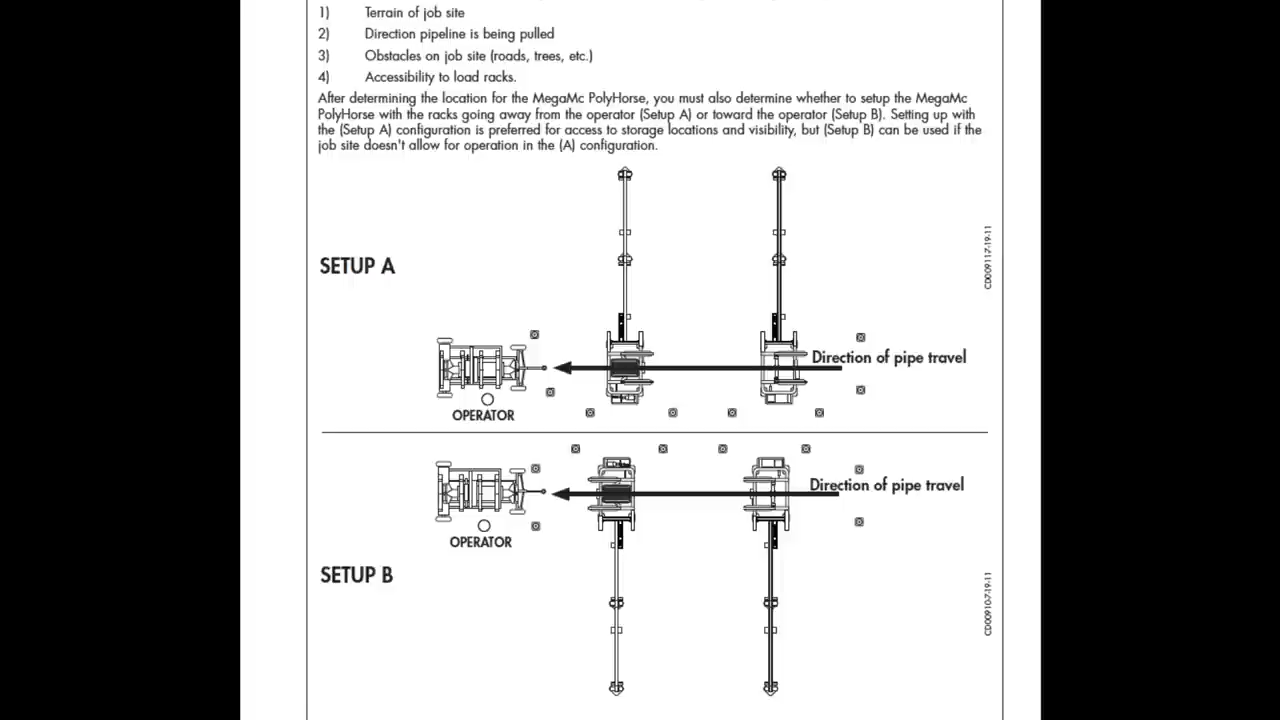 1) Terrain of job site
2) Direction pipeline is being pulled
3) Obstacles on job site (roads, trees, etc.)
4) Accessibility to load racks.
After determining the location for the MegaMc PolyHorse, you must also determine whether to setup the MegaMc
PolyHorse with the racks going away from the operator (Setup A) or toward the operator (Setup B). Setting up with
the (Setup A) configuration is preferred for access to storage locations and visibility, but (Setup B) can be used if the
job site doesn't allow for operation in the (A) configuration.
SETUP A
CD00911-7-19-11
Direction of pipe travel
OPERATOR
Direction of pipe travel
OPERATOR
SETUP B
CD00910-7-19-11